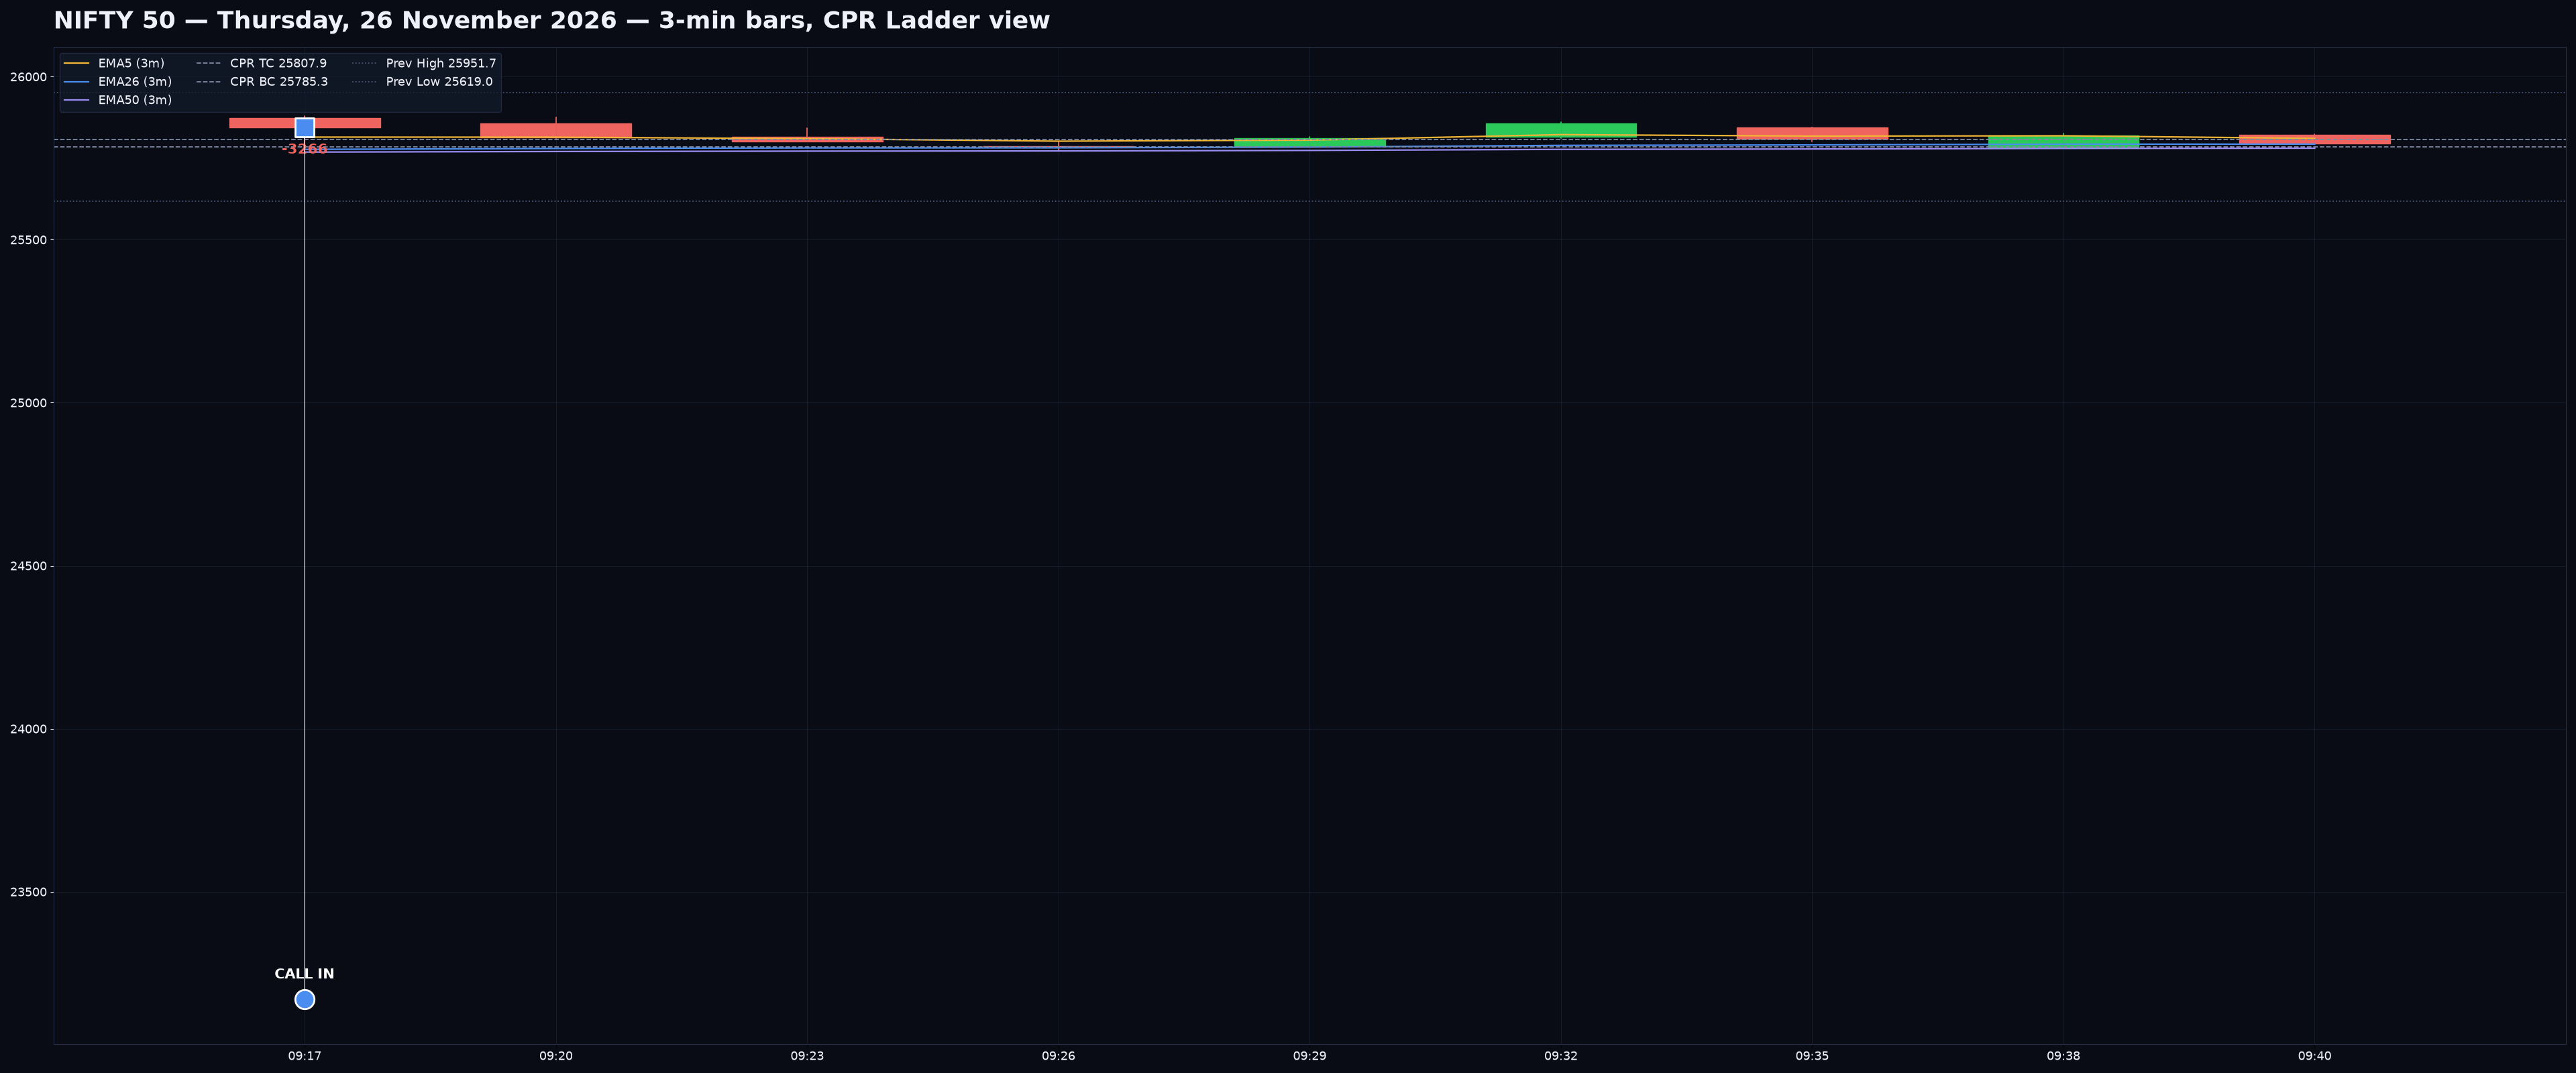 NIFTY 50 — Thursday, 26 November 2026 — 3-min bars, CPR Ladder view
EMA5 (3m)
EMA26 (3m)
EMA50 (3m)
CPR TC 25807.9
CPR BC 25785.3
Prev High 25951.7
Prev Low 25619.0
26000
25500
25000
24500
24000
23500
-3266
CALL IN
09:17
09:20
09:23
09:26
09:29
09:32
09:35
09:38
09:40